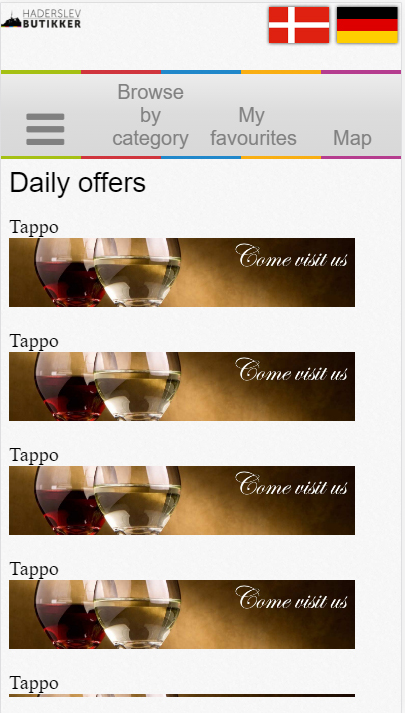 HADERSLEV
BUTIKKER
Browse
by
category
My
favourites
Map
Daily offers
Tappo
Come visit us
Tappo
Come visit us
Tappo
Come visit us
Tappo
Come visit us
Tappo